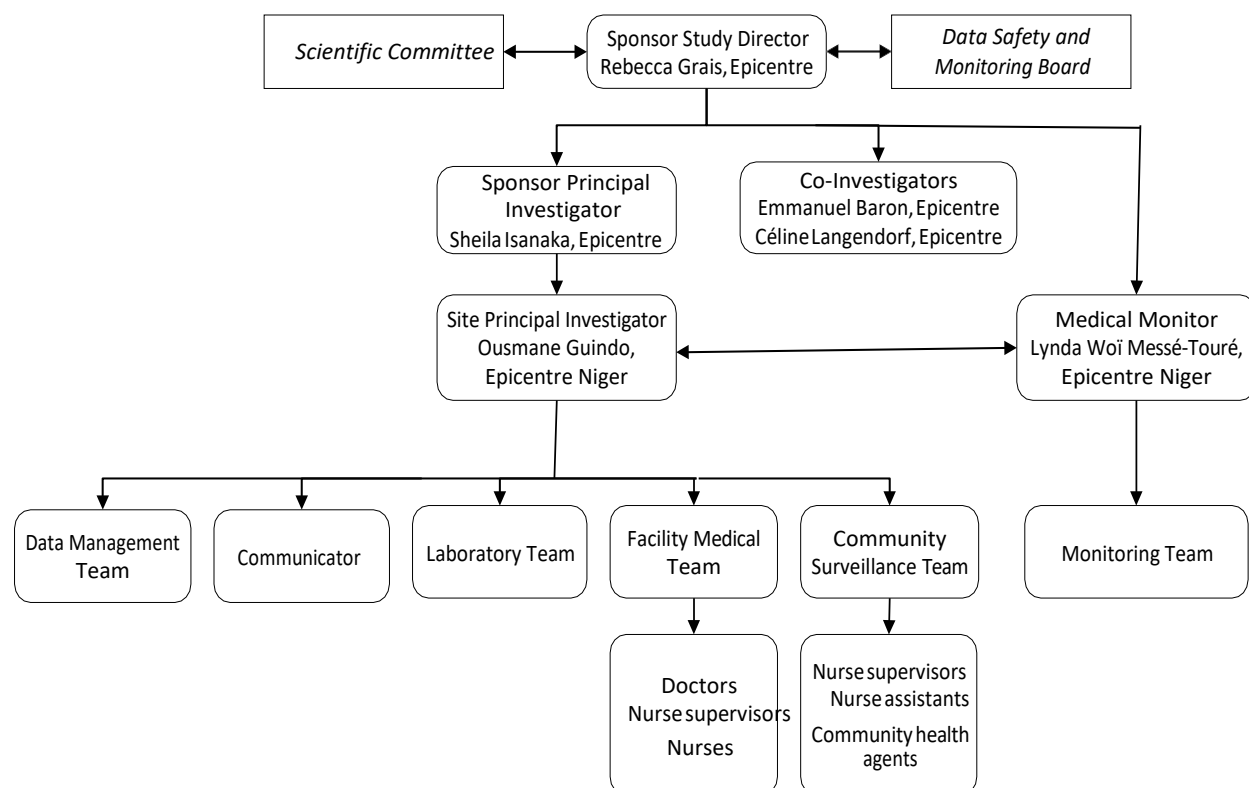 Scientific Committee
Sponsor Study Director
Rebecca Grais, Epicentre
Data Safety and
Monitoring Board
Sponsor Principal
Investigator
Sheila Isanaka, Epicentre
Co-Investigators
Emmanuel Baron, Epicentre
Céline Langendorf, Epicentre
Site Principal Investigator
Ousmane Guindo,
Epicentre Niger
Medical Monitor
Lynda Woï Messé-Touré,
Epicentre Niger
Data Management
Team
Communicator
Laboratory Team
Facility Medical
Team
Community
Surveillance Team
Monitoring Team
Doctors
Nurse supervisors
Nurses
Nurse supervisors
Nurse assistants
Community health
agents